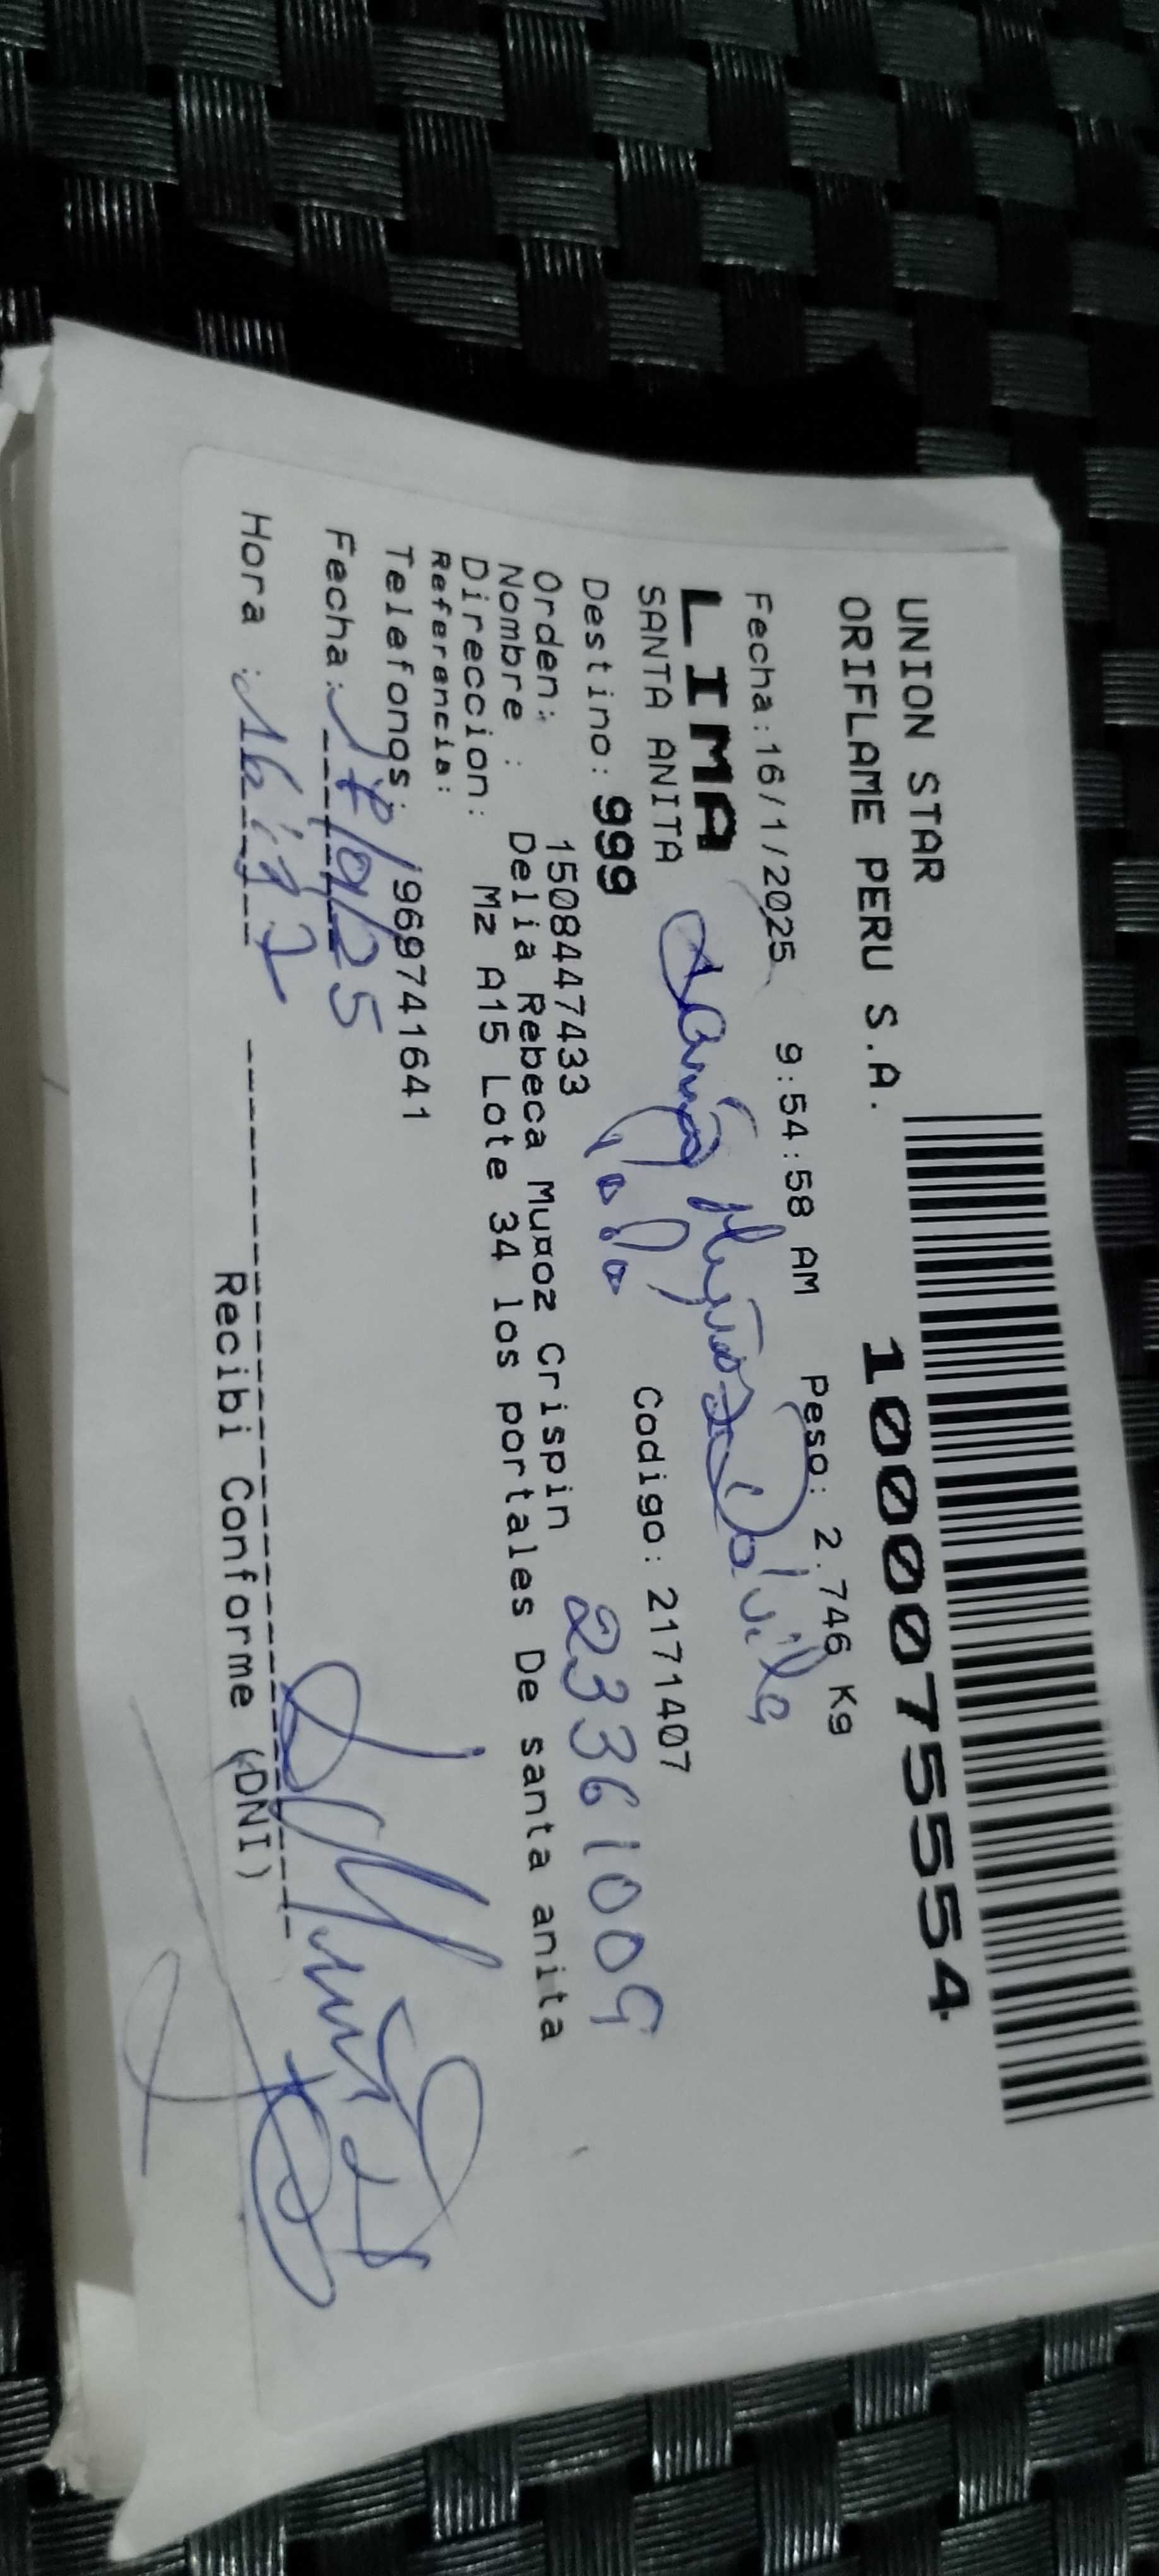 UNION STAR
ORIFLAME PERU S.A. 10000755554
Fecha:16/1/2025 9:54:58 AM Peso: 2.746 Kg
LIMA
SANTA ANITA Codigo: 2171407
Destino: 999
23361009
Orden: 1508447433
Nombre : Delia Rebeca Muñoz Crispin
Direccion: Mz A15 Lote 34 los portales De santa anita
Referencia:
Telefonos: /969741641
Fecha:
Hora :
Recibi Conforme (DNI)